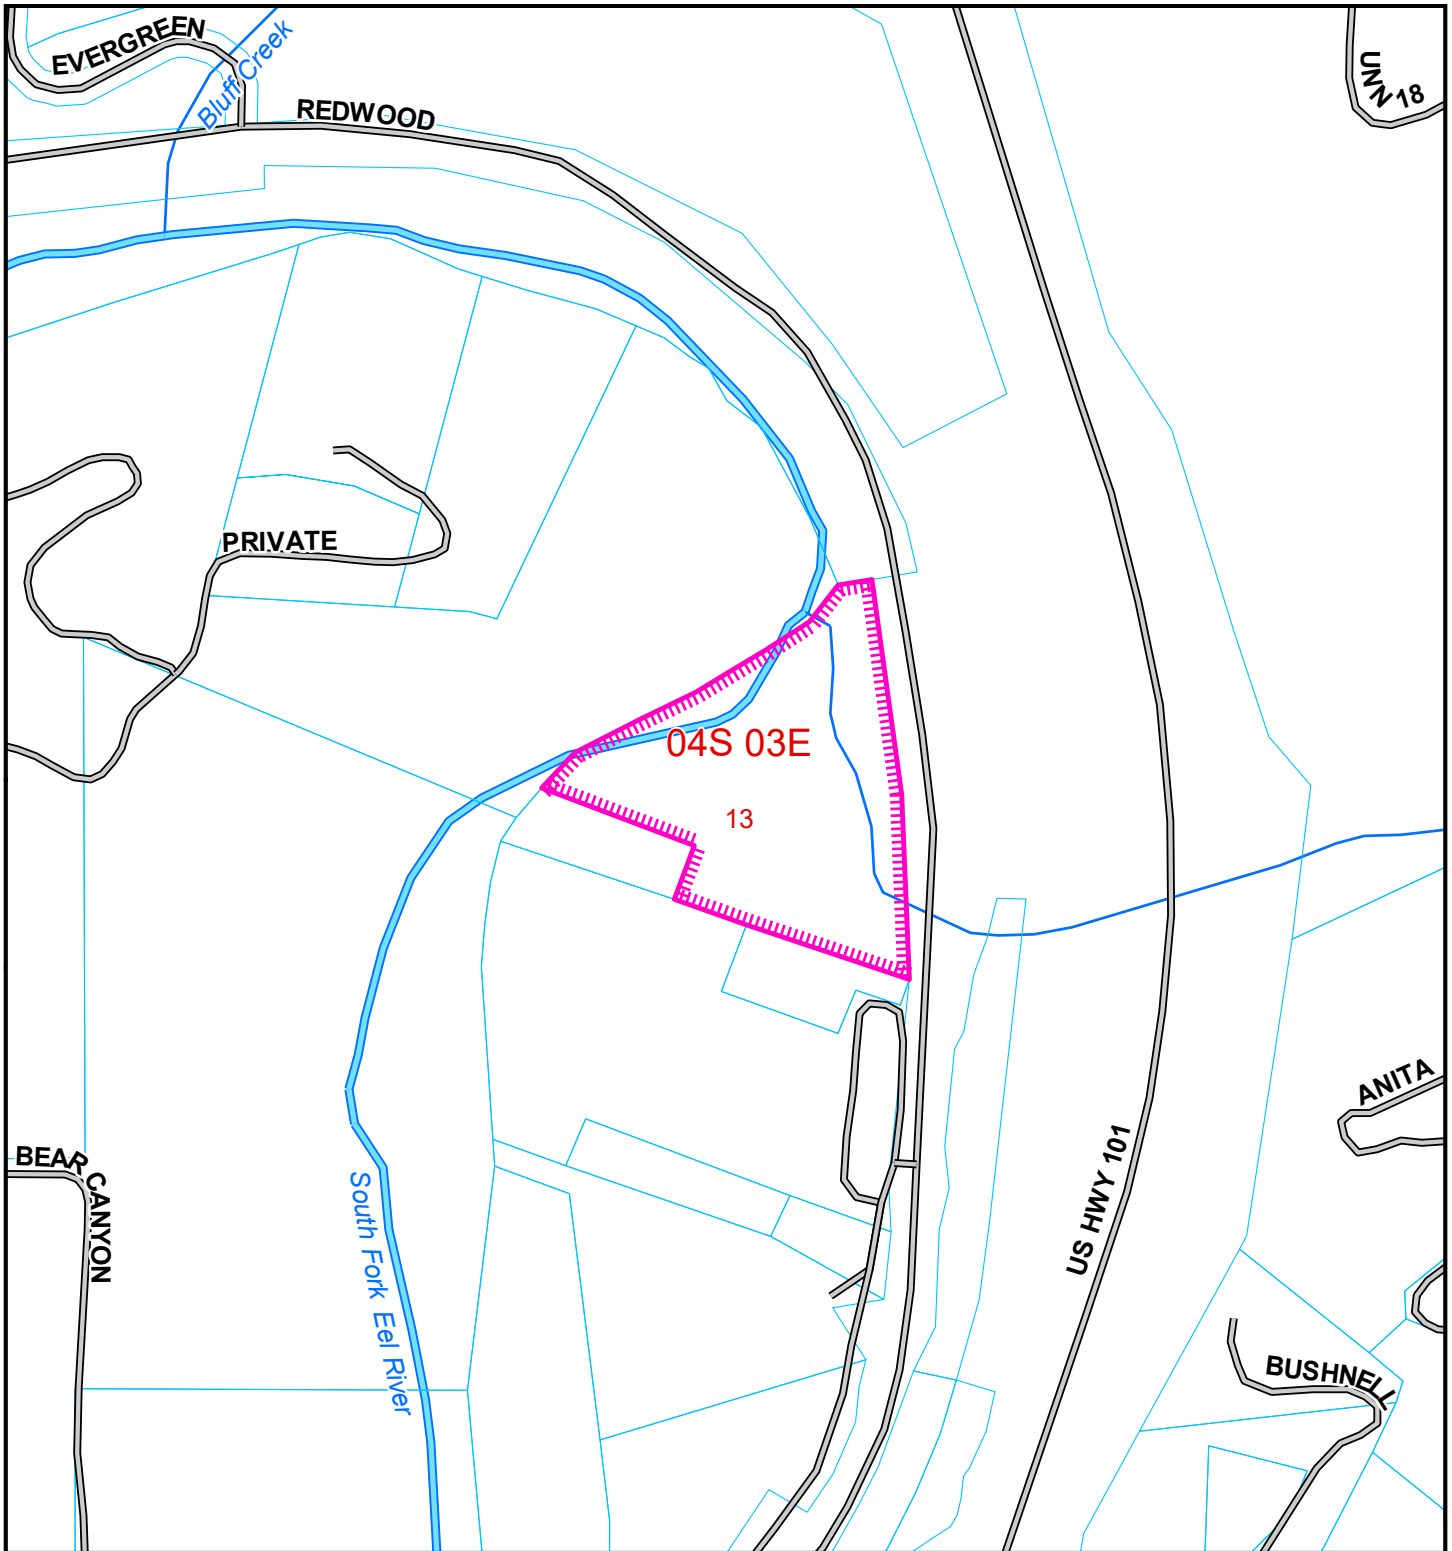 EVERGREEN
Bluff Creek
REDWOOD
UNN 18
PRIVATE
04S 03E
13
ANITA
BEAR CANYON
South Fork Eel River
US HWY 101
BUSHNELL